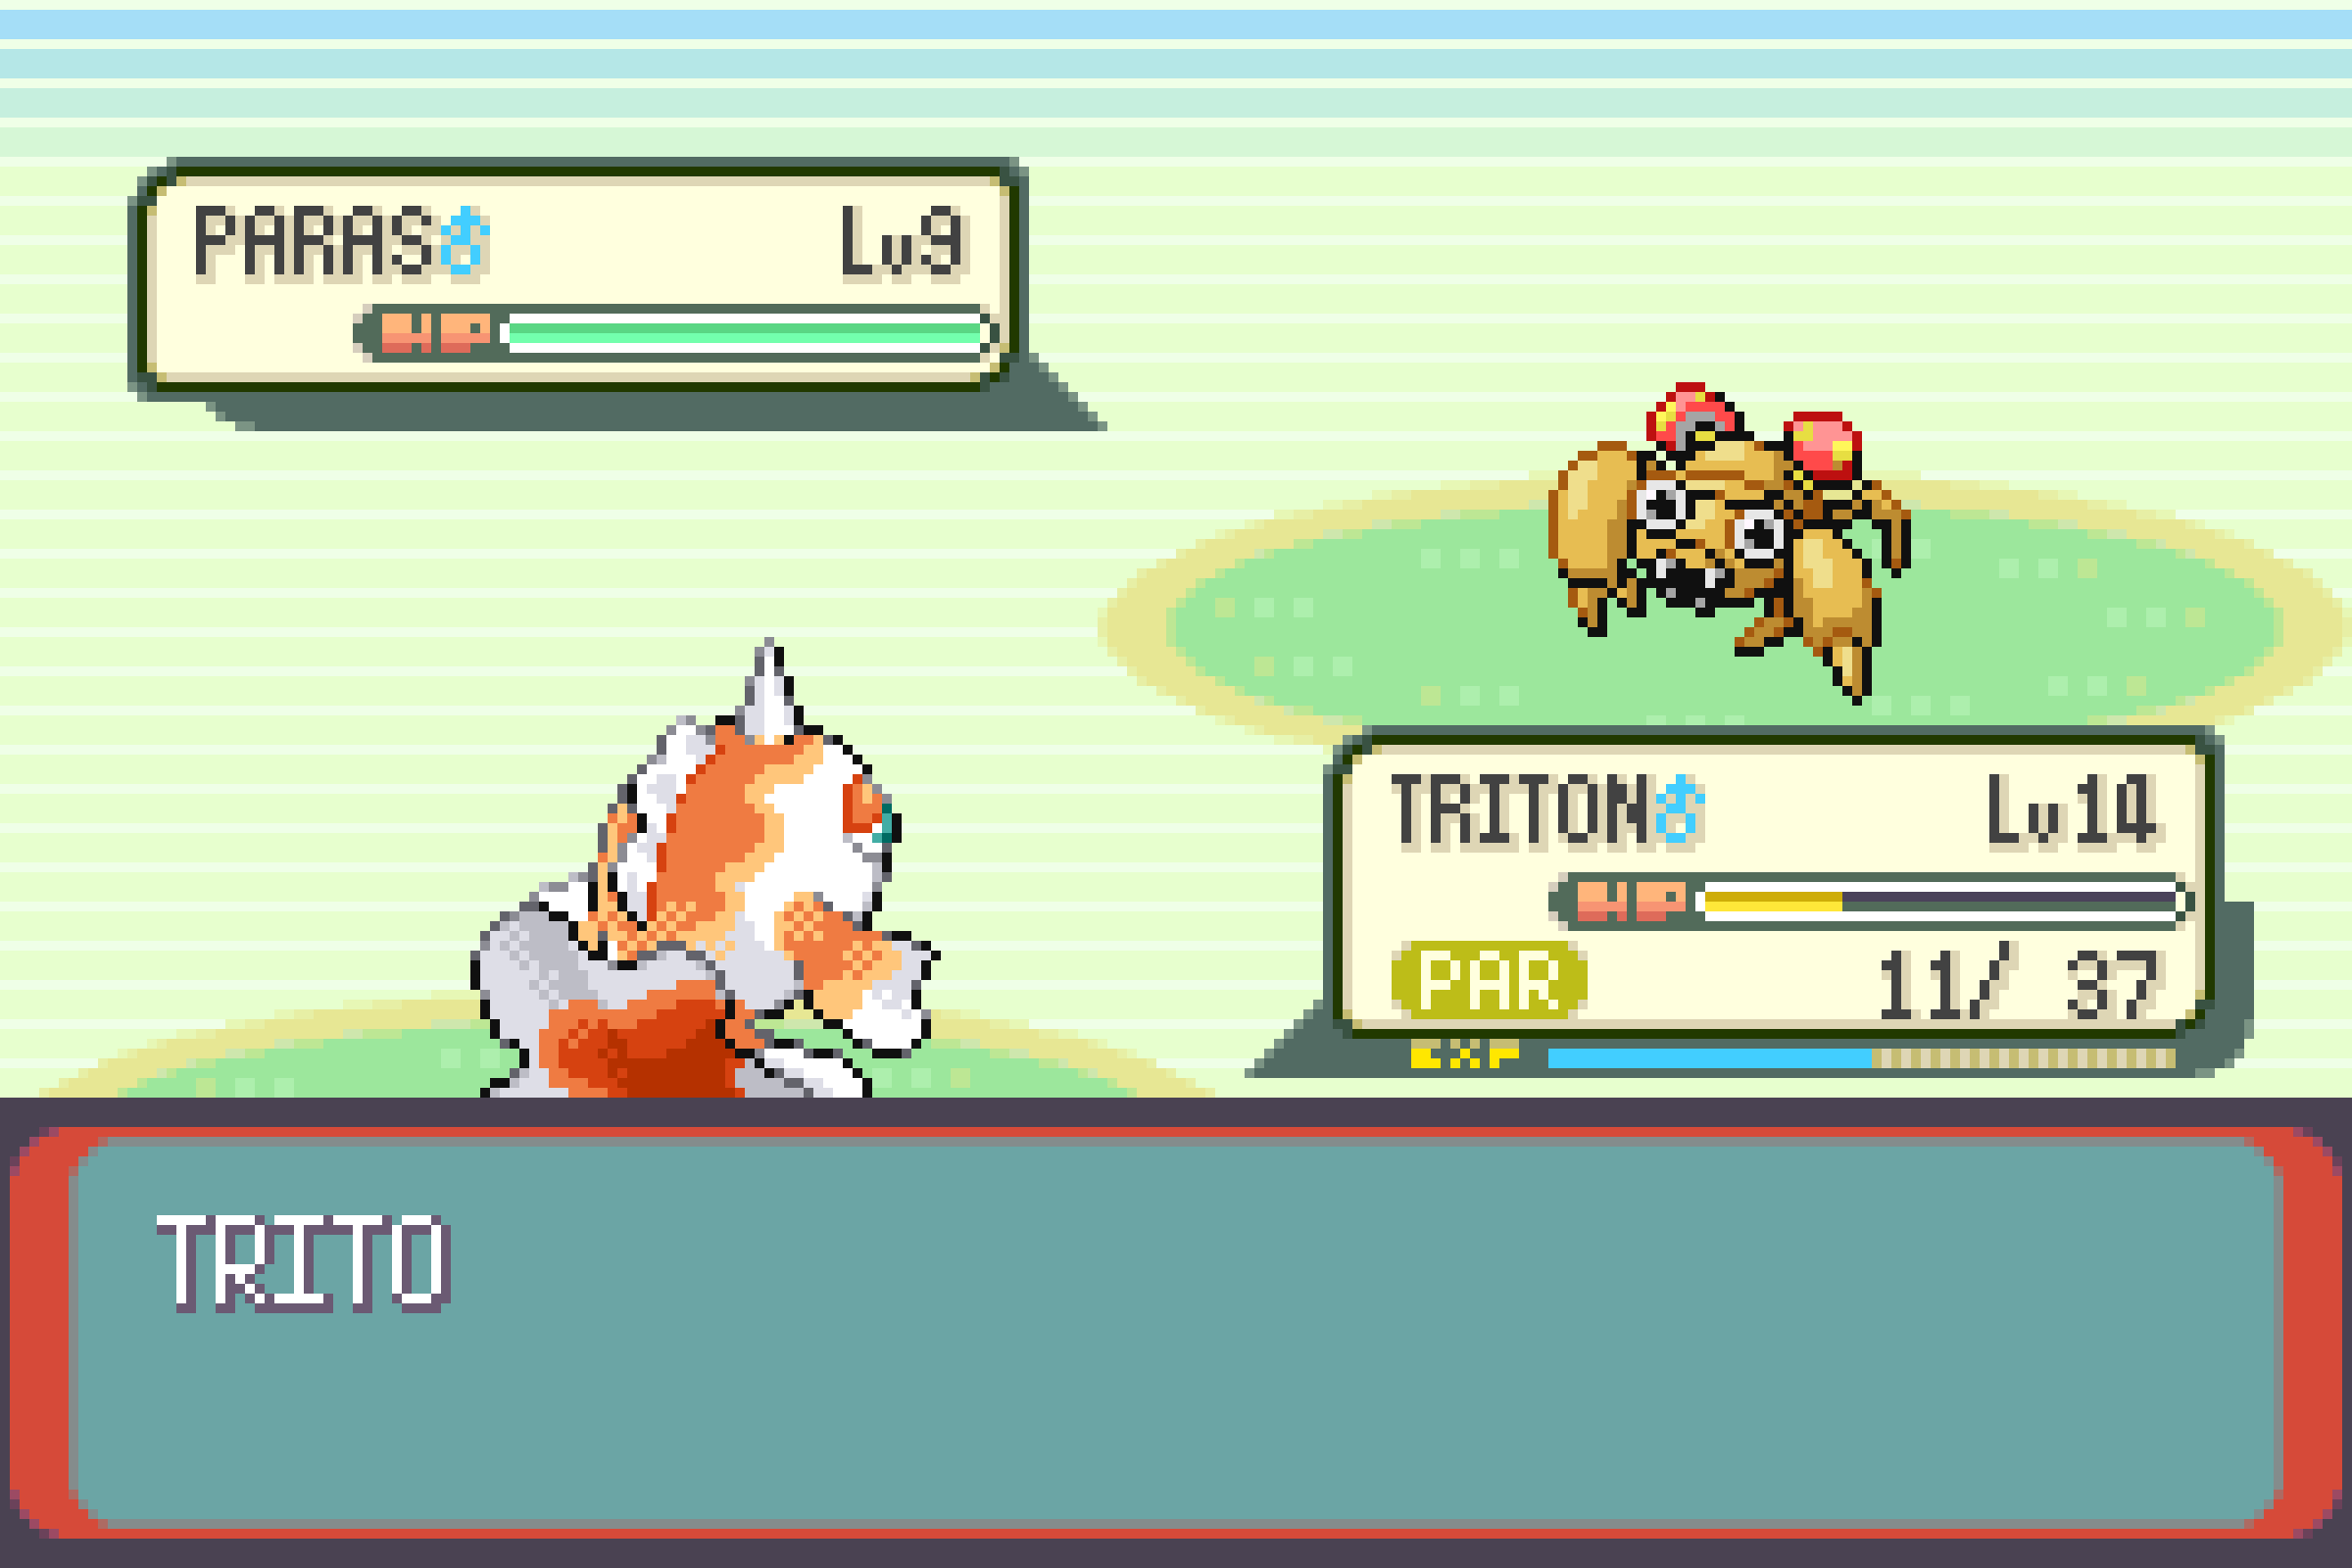 PARAS♂ Lv9
HP
TRITON♂ Lv14
HP
PAR 11/ 37
EXP
TRITO